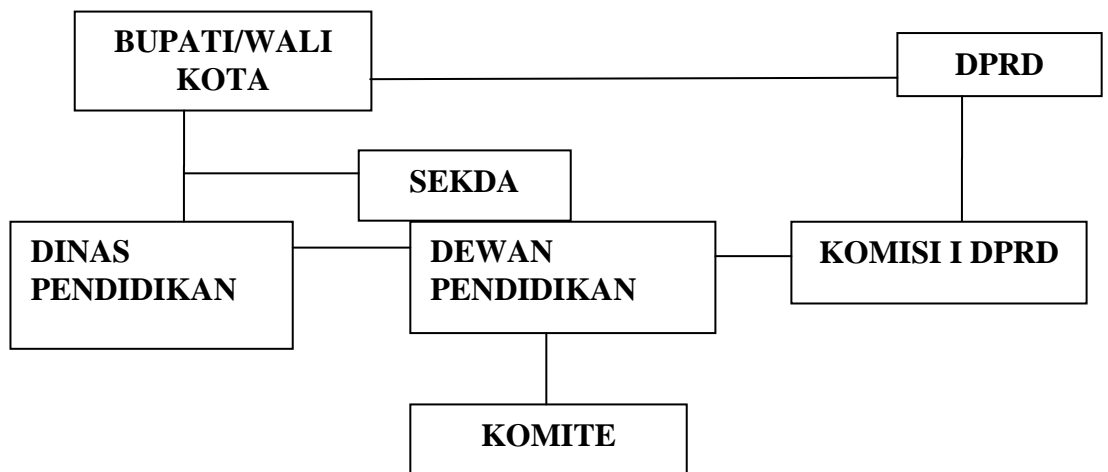 BUPATI/WALI
KOTA
DPRD
SEKDA
DINAS
PENDIDIKAN
DEWAN
PENDIDIKAN
KOMISI I DPRD
KOMITE